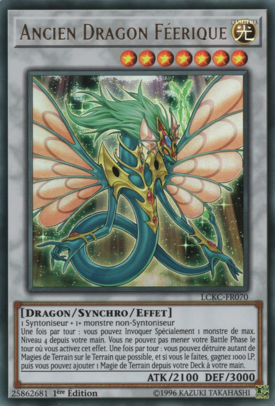 ANCIEN DRAGON FÉERIQUE
光
LCKC-FR070
[DRAGON/SYNCHRO/EFFET]
1 Syntoniseur + 1+ monstre non-Syntoniseur
Une fois par tour : vous pouvez Invoquer Spécialement 1 monstre de max.
Niveau 4 depuis votre main. Vous ne pouvez pas mener votre Battle Phase le
tour où vous activez cet effet. Une fois par tour : vous pouvez détruire autant de
Magies de Terrain sur le Terrain que possible, et si vous le faites, gagnez 1000 LP,
puis vous pouvez ajouter 1 Magie de Terrain depuis votre Deck à votre main.
ATK/2100 DEF/3000
25862681 1ère Edition ©1996 KAZUKI TAKAHASHI